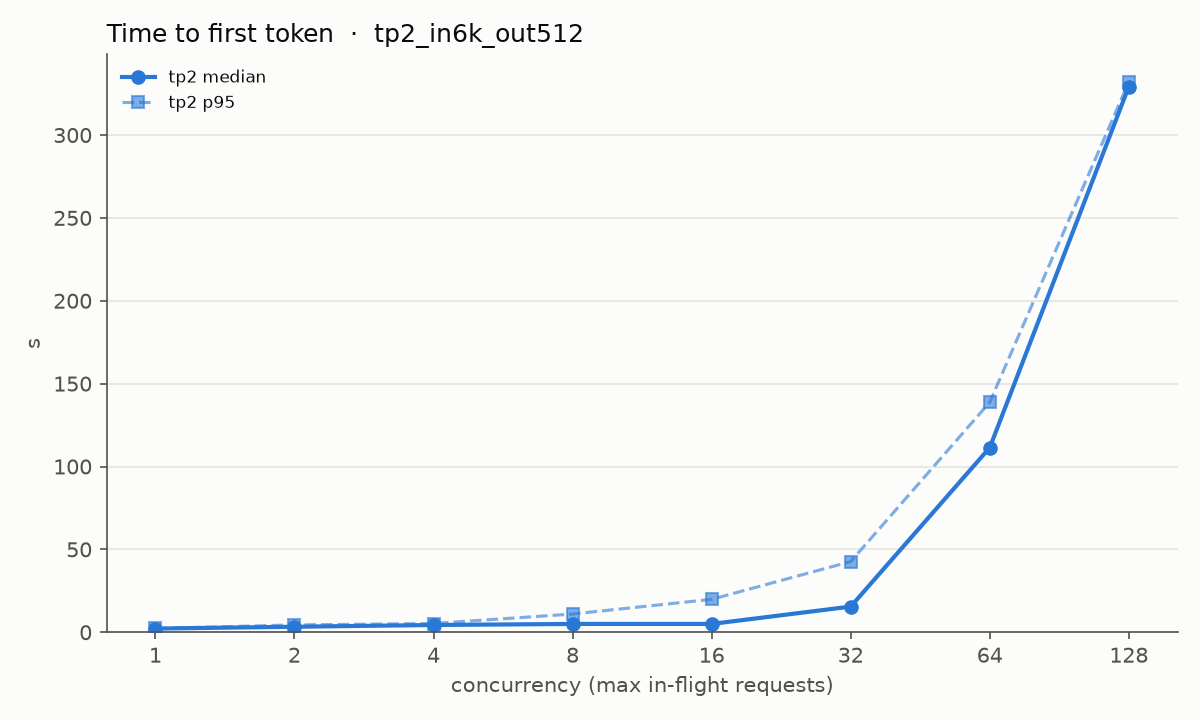 Time to first token · tp2_in6k_out512
tp2 median
tp2 p95
300
250
200
150
100
50
0
s
1 2 4 8 16 32 64 128
concurrency (max in-flight requests)